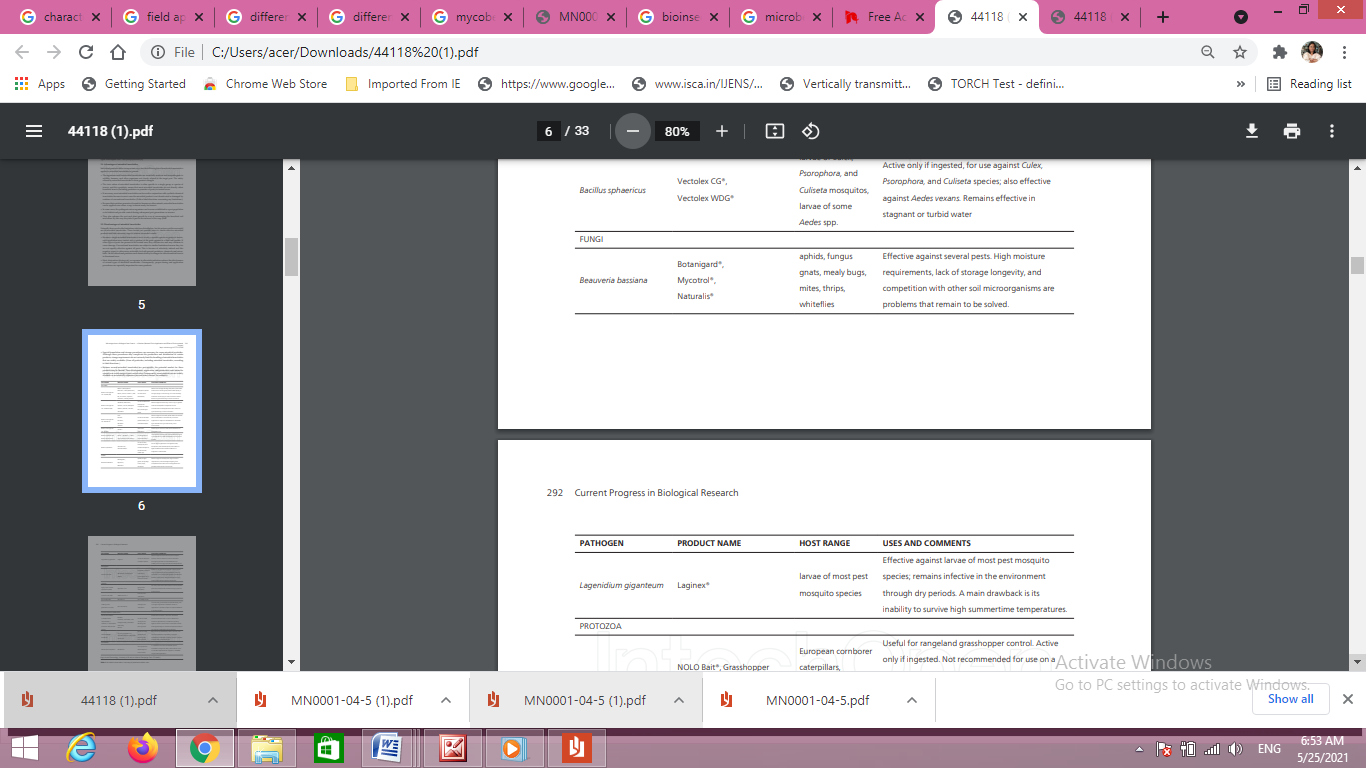 charact
field ap
differen
differen
mycob
MN000
bioinse
microb
Free Ac
44118 (
44118 (
File C:/Users/acer/Downloads/44118%20(1).pdf
Apps Getting Started Chrome Web Store Imported From IE https://www.google... www.isca.in/IJENS/... Vertically transmitt... TORCH Test - defini... » Reading list
44118 (1).pdf 6 / 33 80%
5
6
Bacillus sphaericus
Vectolex CG®,
Vectolex WDG®
Psorophora, and
Culiseta mosquitos,
larvae of some
Aedes spp.
Active only if ingested, for use against Culex,
Psorophora, and Culiseta species; also effective
against Aedes vexans. Remains effective in
stagnant or turbid water
FUNGI
Beauveria bassiana
Botanigard®,
Mycotrol®,
Naturalis®
aphids, fungus
gnats, mealy bugs,
mites, thrips,
whiteflies
Effective against several pests. High moisture
requirements, lack of storage longevity, and
competition with other soil microorganisms are
problems that remain to be solved.
292 Current Progress in Biological Research
PATHOGEN PRODUCT NAME HOST RANGE USES AND COMMENTS
Lagenidium giganteum
Laginex®
larvae of most pest
mosquito species
Effective against larvae of most pest mosquito
species; remains infective in the environment
through dry periods. A main drawback is its
inability to survive high summertime temperatures.
PROTOZOA
NOLO Bait®, Grasshopper
European cornborer
caterpillars,
Useful for rangeland grasshopper control. Active
only if ingested. Not recommended for use on a
Activate Windows
Go to PC settings to activate Windows.
44118 (1).pdf
MN0001-04-5 (1).pdf
MN0001-04-5 (1).pdf
MN0001-04-5.pdf
Show all
ENG
6:53 AM
5/25/2021